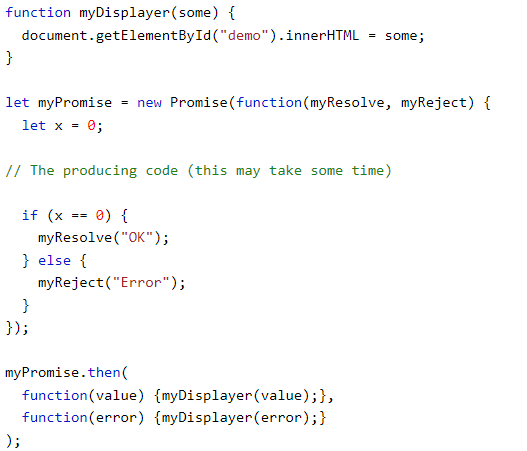 function myDisplayer(some) {
  document.getElementById("demo").innerHTML = some;
}
let myPromise = new Promise(function(myResolve, myReject) {
  let x = 0;
// The producing code (this may take some time)
  if (x == 0) {
    myResolve("OK");
  } else {
    myReject("Error");
  }
});
myPromise.then(
  function(value) {myDisplayer(value);},
  function(error) {myDisplayer(error);}
);